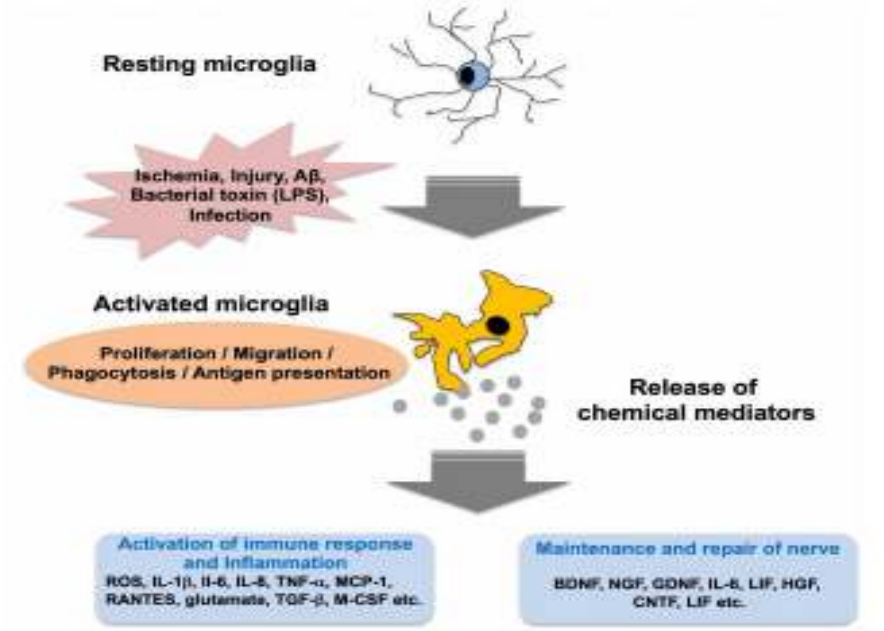 Resting microglia
Ischemia, Injury, Aβ,
Bacterial toxin (LPS),
Infection
Activated microglia
Proliferation / Migration /
Phagocytosis / Antigen presentation
Release of
chemical mediators
Activation of immune response
and Inflammation
ROS, IL-1β, Il-6, IL-8, TNF-α, MCP-1,
RANTES, glutamate, TGF-β, M-CSF etc.
Maintenance and repair of nerve
BDNF, NGF, GDNF, IL-6, LIF, HGF,
CNTF, LIF etc.